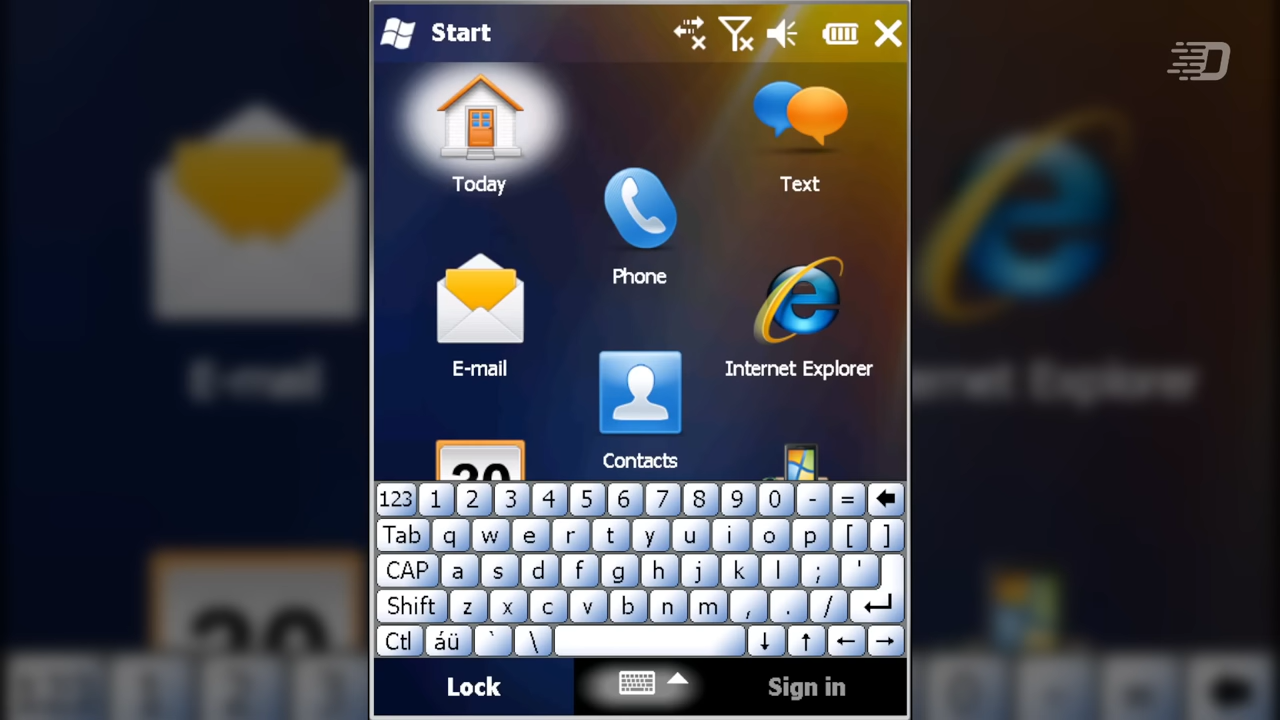 Start
Today
Text
Phone
E-mail
Internet Explorer
Contacts
123 1 2 3 4 5 6 7 8 9 0 - =
Tab q w e r t y u i o p [ ]
CAP a s d f g h j k l ; '
Shift z x c v b n m , . /
Ctl áü ` \ ↓ ↑ ← →
Lock
Sign in